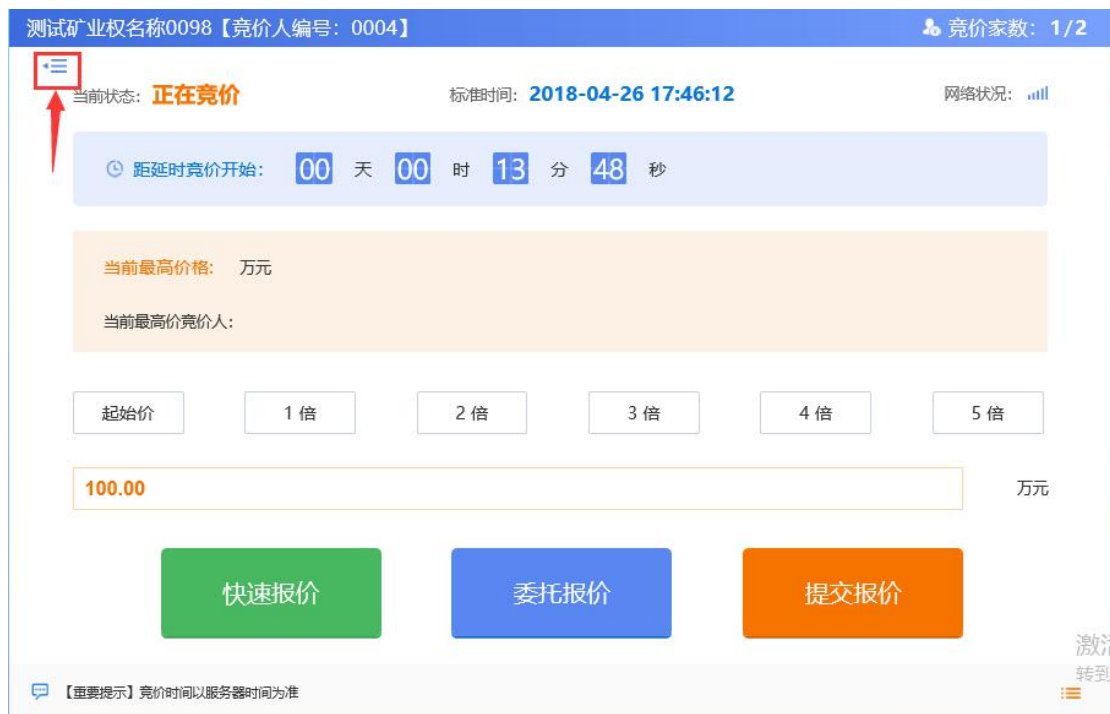 测试矿业权名称0098【竞价人编号：0004】 竞价家数：1/2
当前状态：正在竞价 标准时间：2018-04-26 17:46:12 网络状况：
距延时竞价开始： 00 天 00 时 13 分 48 秒
当前最高价格： 万元
当前最高价竞价人：
起始价 1 倍 2 倍 3 倍 4 倍 5 倍
100.00 万元
快速报价 委托报价 提交报价
激活
转到
【重要提示】竞价时间以服务器时间为准